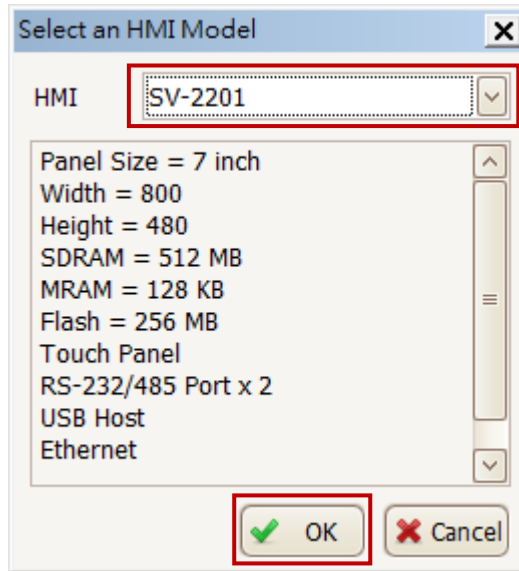 Select an HMI Model
HMI SV-2201
Panel Size = 7 inch
Width = 800
Height = 480
SDRAM = 512 MB
MRAM = 128 KB
Flash = 256 MB
Touch Panel
RS-232/485 Port x 2
USB Host
Ethernet
OK Cancel